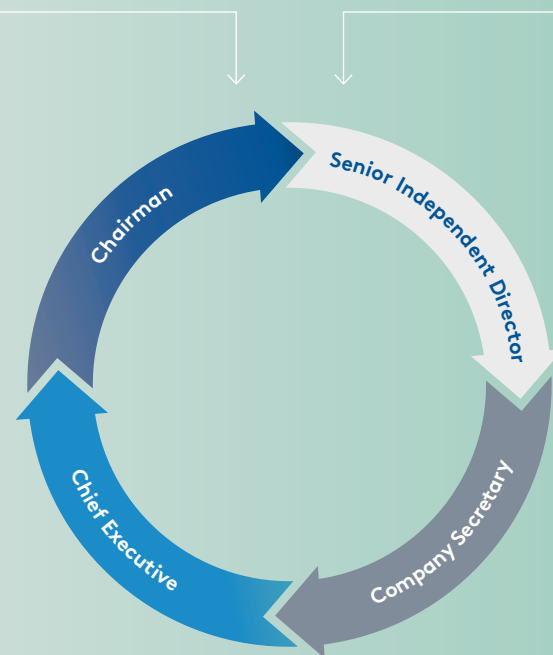 Chairman
Senior Independent Director
Company Secretary
Chief Executive